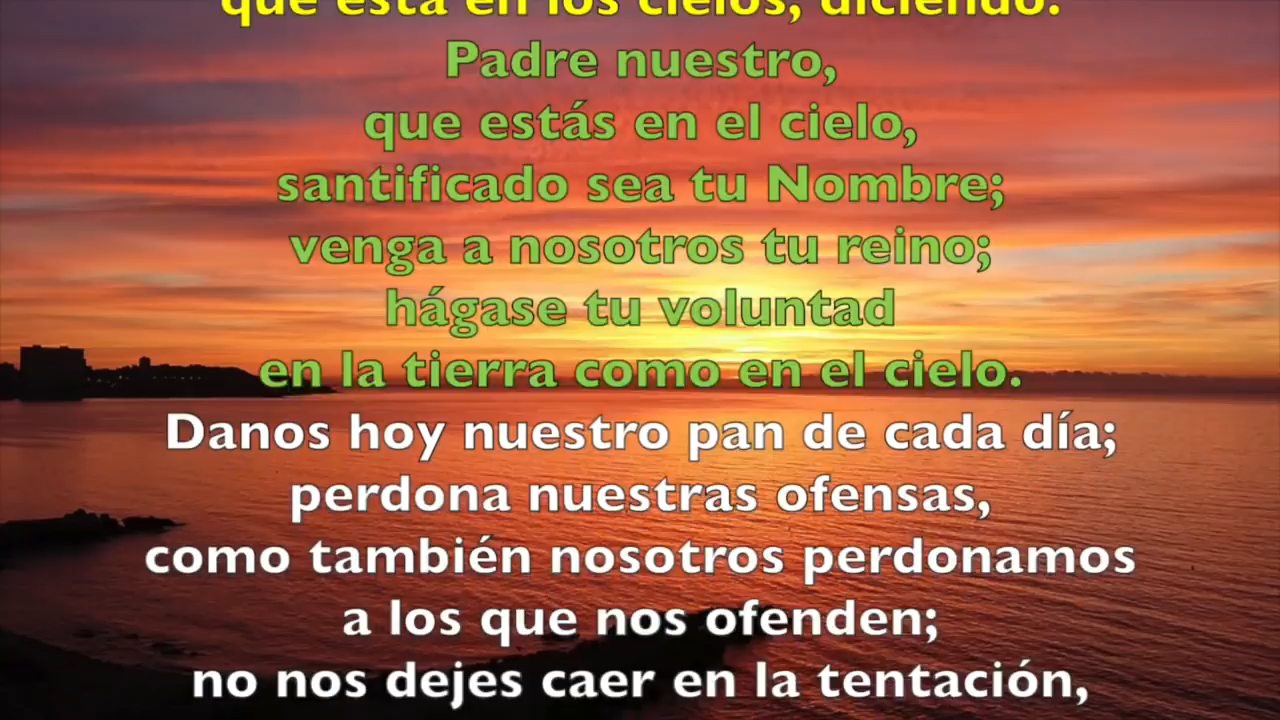 que está en los cielos, diciendo:
Padre nuestro,
que estás en el cielo,
santificado sea tu Nombre;
venga a nosotros tu reino;
hágase tu voluntad
en la tierra como en el cielo.
Danos hoy nuestro pan de cada día;
perdona nuestras ofensas,
como también nosotros perdonamos
a los que nos ofenden;
no nos dejes caer en la tentación,